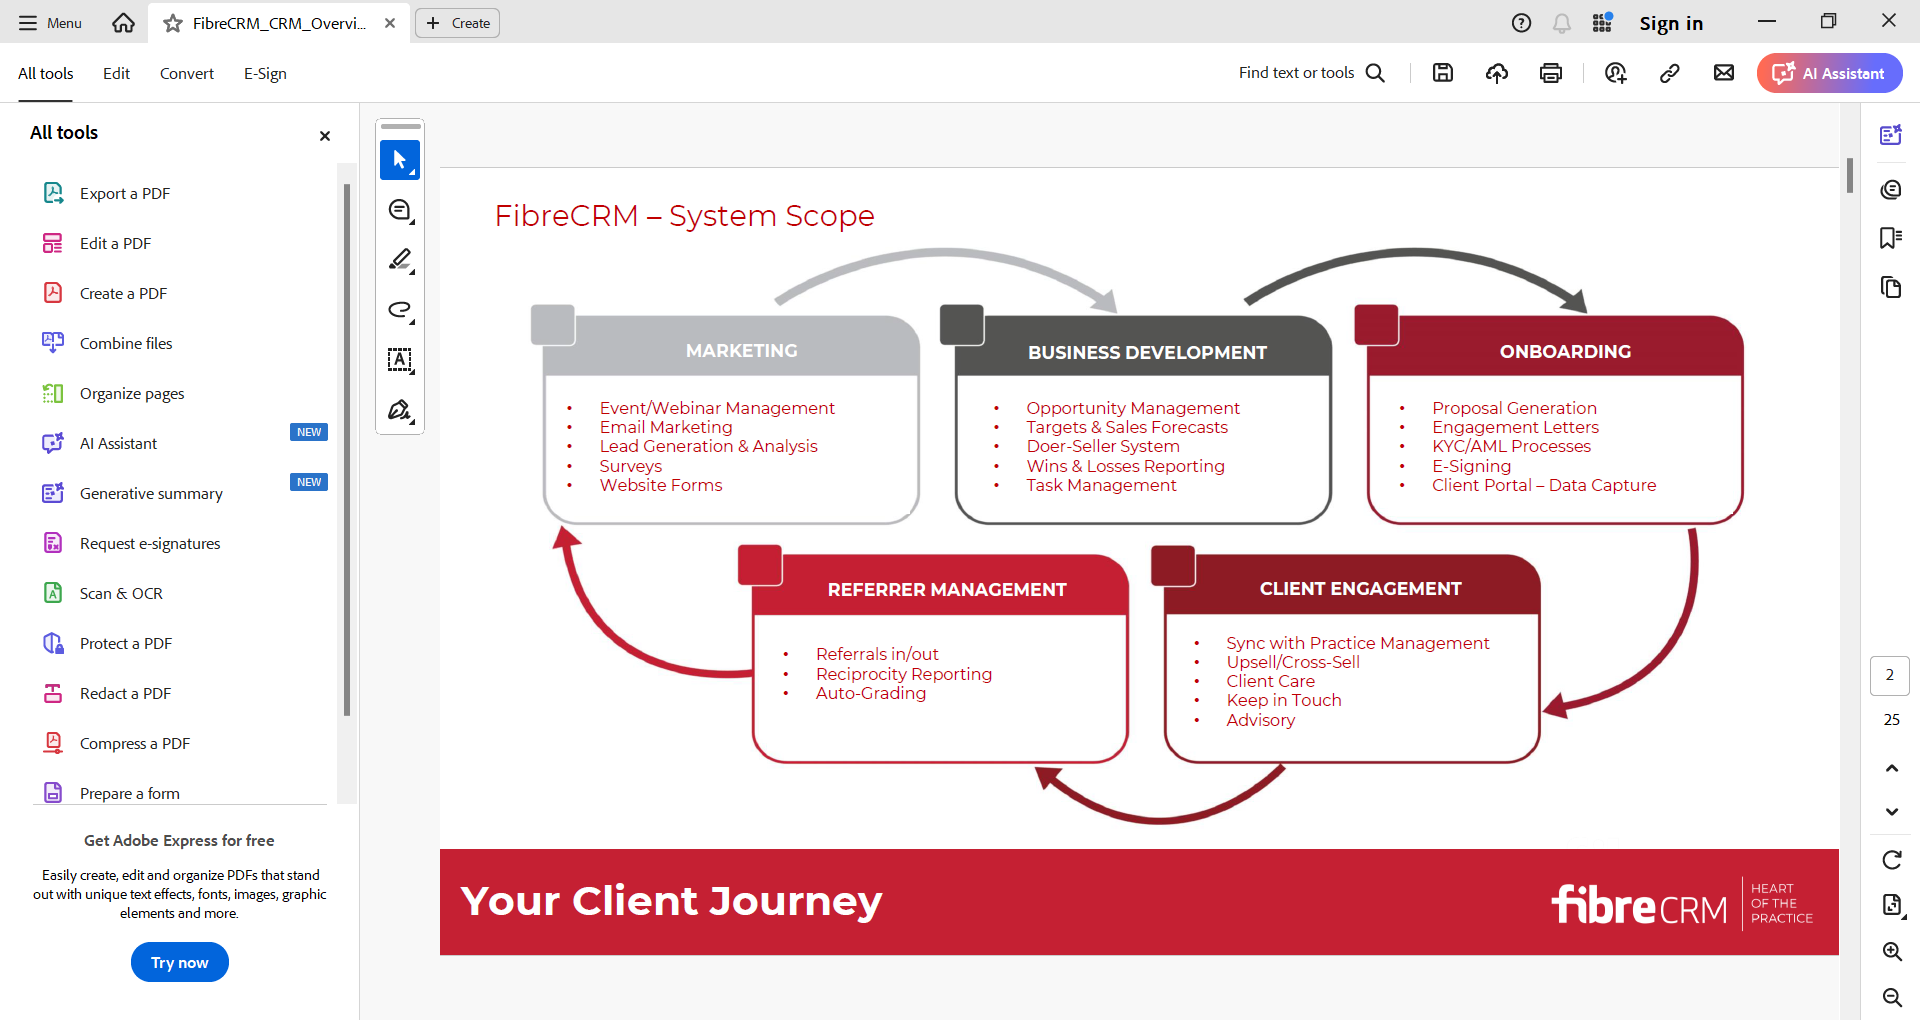 Menu
FibreCRM_CRM_Overvi...
Create
Sign in
All tools
Edit
Convert
E-Sign
Find text or tools
AI Assistant
All tools
Export a PDF
Edit a PDF
Create a PDF
Combine files
Organize pages
AI Assistant
NEW
Generative summary
NEW
Request e-signatures
Scan & OCR
Protect a PDF
Redact a PDF
Compress a PDF
Prepare a form
Get Adobe Express for free
Easily create, edit and organize PDFs that stand
out with unique text effects, fonts, images, graphic
elements and more.
Try now
FibreCRM – System Scope
MARKETING
• Event/Webinar Management
• Email Marketing
• Lead Generation & Analysis
• Surveys
• Website Forms
BUSINESS DEVELOPMENT
• Opportunity Management
• Targets & Sales Forecasts
• Doer-Seller System
• Wins & Losses Reporting
• Task Management
ONBOARDING
• Proposal Generation
• Engagement Letters
• KYC/AML Processes
• E-Signing
• Client Portal – Data Capture
REFERRER MANAGEMENT
• Referrals in/out
• Reciprocity Reporting
• Auto-Grading
CLIENT ENGAGEMENT
• Sync with Practice Management
• Upsell/Cross-Sell
• Client Care
• Keep in Touch
• Advisory
Your Client Journey
fibreCRM
HEART
OF THE
PRACTICE
2
25